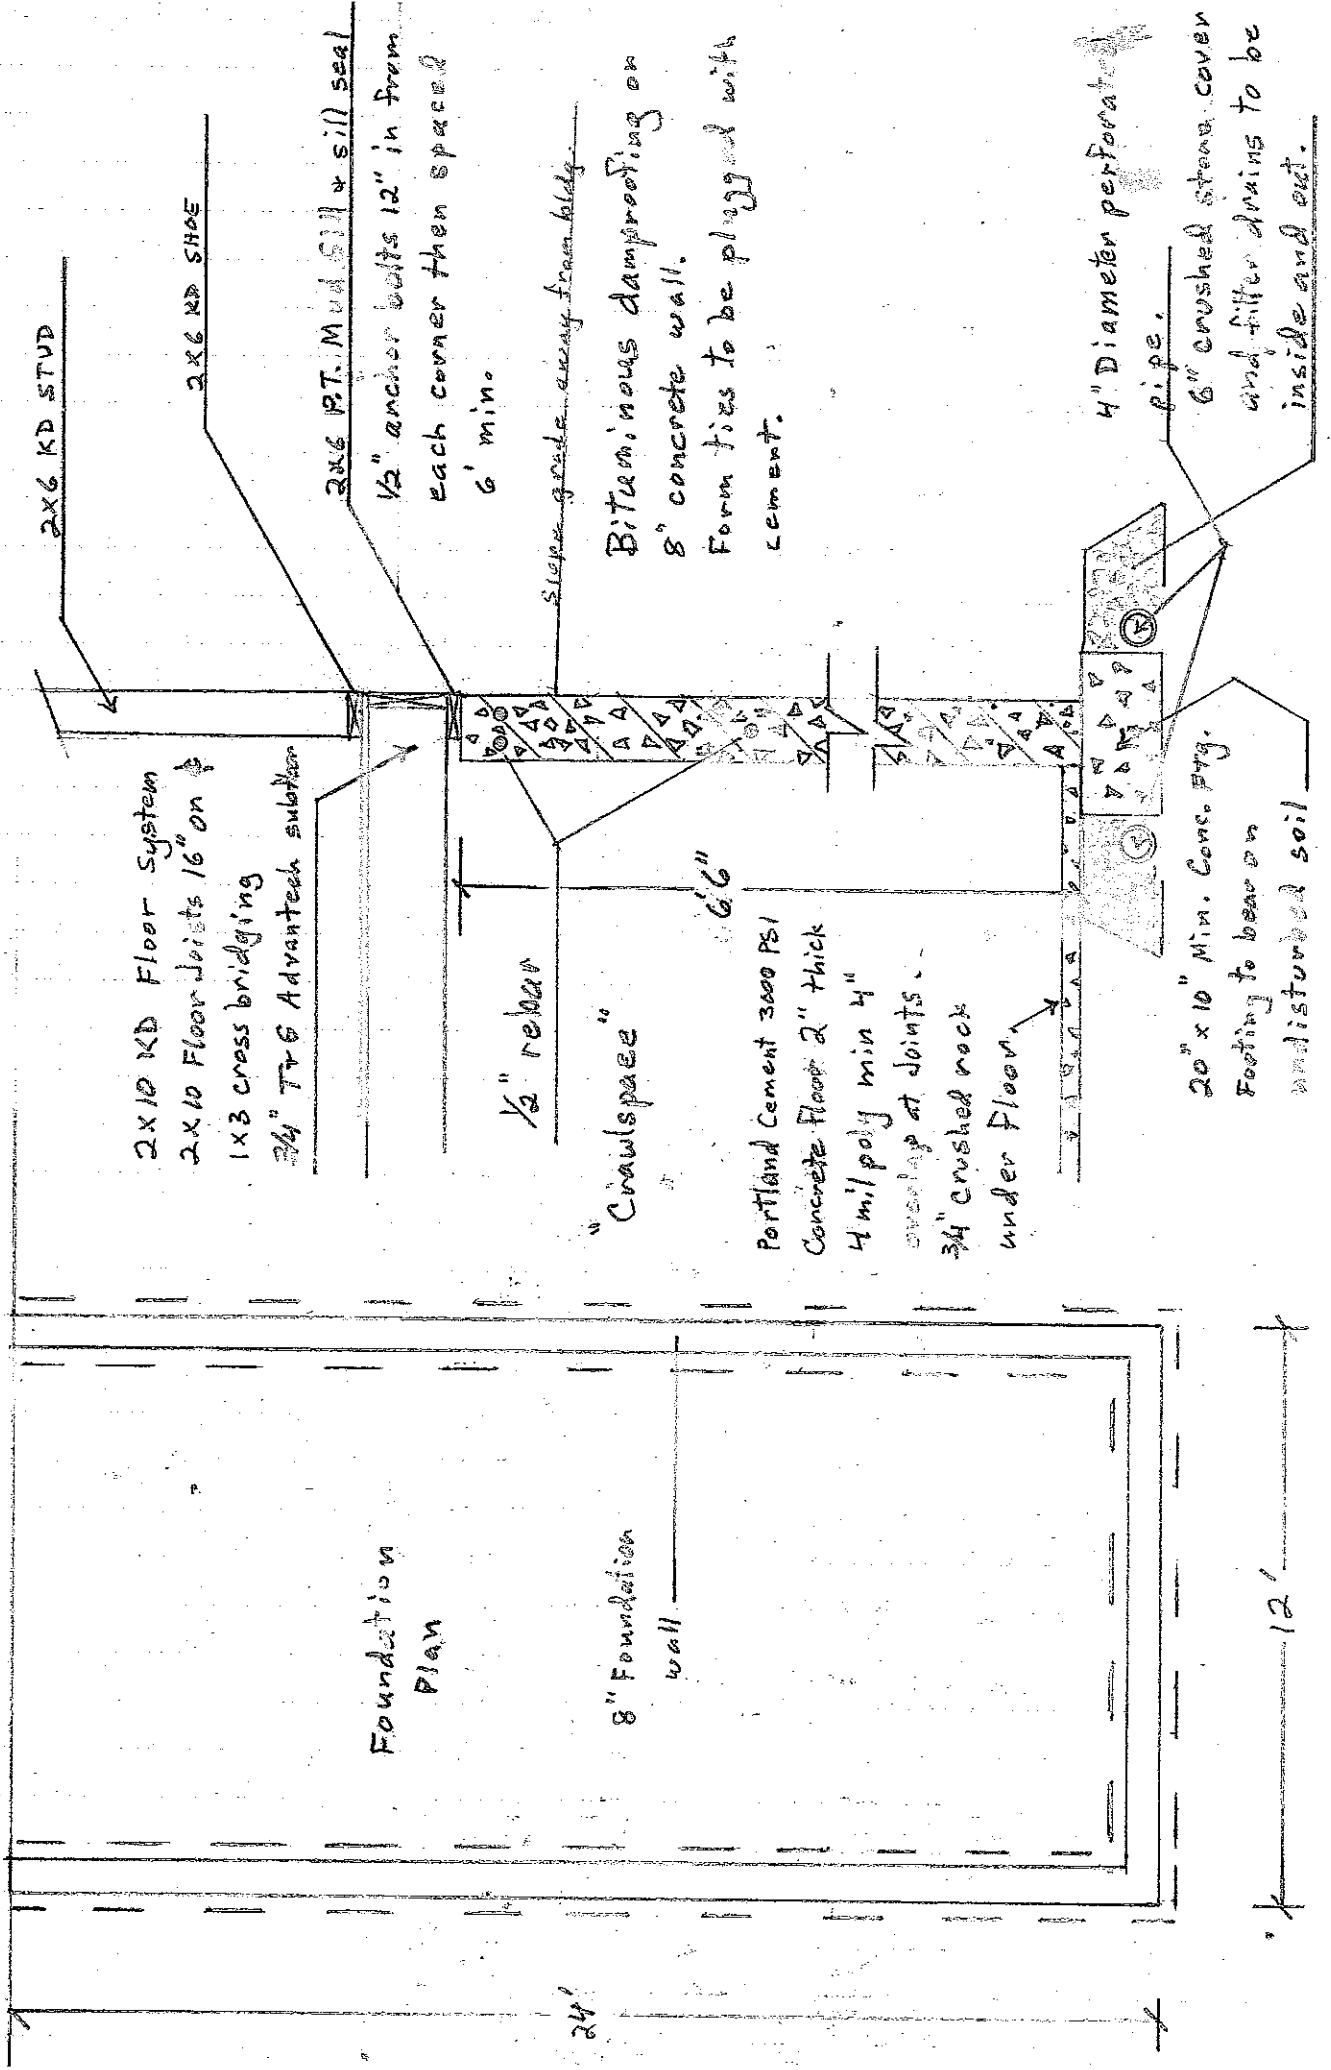 2X6 KD STUD
2X6 KD SHOE
2X6 P.T. Mud Sill & sill seal
1/2" anchor bolts 12" in from
each corner then spaced
6' min.
slope grade away from bldg.
Bituminous damproofing on
8" concrete wall.
Form ties to be plugged with
cement.
4" Diameter perforated
pipe.
6" crushed stone cover
and filter drains to be
inside and out.
2X10 KD Floor System
2X10 Floor Joists 16" on ¢
1X3 cross bridging
3/4" T+G Advantech
1/2" rebar
"Crawlspace"
6'6"
Portland Cement 3000 PSI
Concrete Floor 2" thick
4 mil poly min 4"
overlap at Joints.
3/4" crushed rock
under Floor.
20" x 10" Min. Conc. Ftg.
Footing to bear on
undisturbed soil
Foundation
Plan
8" Foundation
wall
24'
12'